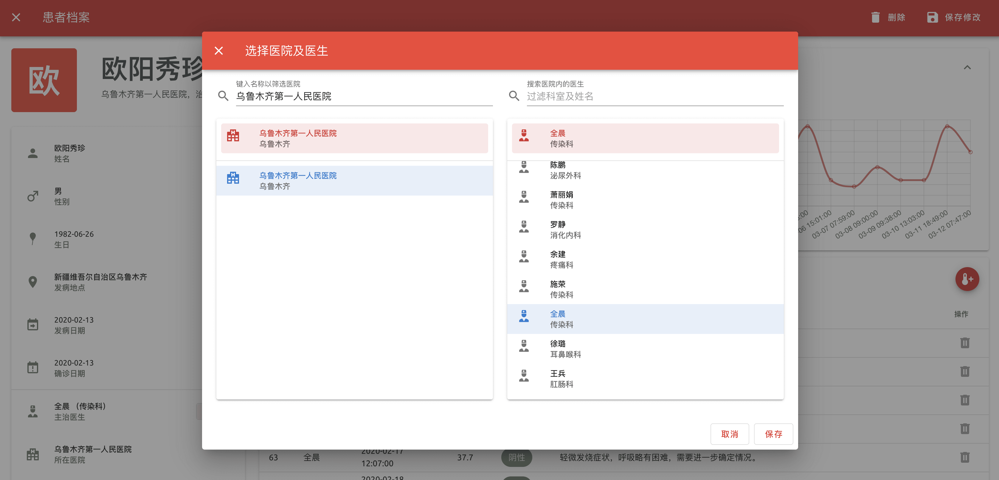 患者档案
删除
保存修改
欧
欧阳秀珍
乌鲁木齐第一人民医院，治
欧阳秀珍
姓名
男
性别
1982-06-26
生日
新疆维吾尔自治区乌鲁木齐
发病地点
2020-02-13
发病日期
2020-02-13
确诊日期
全晨 （传染科）
主治医生
乌鲁木齐第一人民医院
所在医院
选择医院及医生
键入名称以筛选医院
乌鲁木齐第一人民医院
搜索医院内的医生
过滤科室及姓名
乌鲁木齐第一人民医院
乌鲁木齐
乌鲁木齐第一人民医院
乌鲁木齐
全晨
传染科
陈鹏
泌尿外科
萧丽娟
传染科
罗静
消化内科
余建
疼痛科
施荣
传染科
全晨
传染科
徐璐
耳鼻喉科
王兵
肛肠科
取消
保存
06 15:01:00
03-07 07:59:00
03-08 09:00:00
03-09 09:38:00
03-10 13:03:00
03-11 18:49:00
03-12 07:47:00
操作
63
全晨
2020-02-17
12:07:00
37.7
阴性
轻微发烧症状，呼吸略有困难，需要进一步确定情况。
2020-02-18